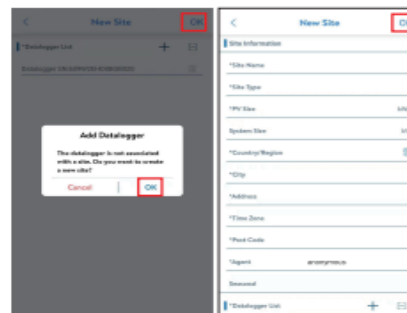 New Site
OK
*Datalogger List
Add Datalogger
The datalogger is not associated
with a site. Do you want to create
a new site?
Cancel
OK
New Site
Site Information
*Site Name
*Site Type
*PV Size
System Size
*Country/Region
*City
*Address
*Time Zone
*Post Code
*Agent anonymous
Seasonal
*Datalogger List